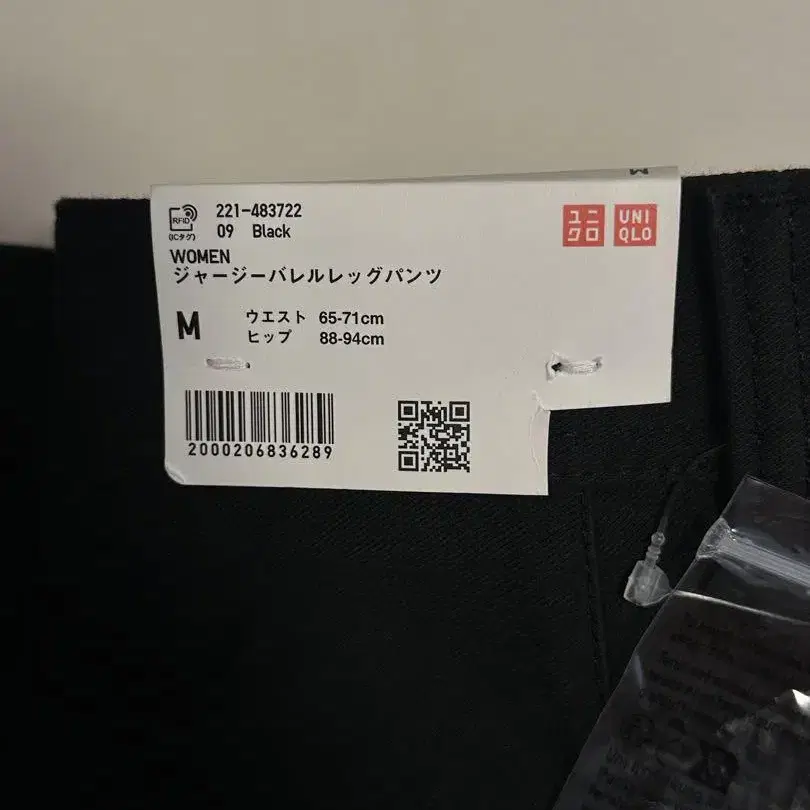 RFID
(ICタグ)
221-483722
09 Black
ユニクロ
UNIQLO
WOMEN
ジャージーバレルレッグパンツ
M
ウエスト 65-71cm
ヒップ 88-94cm
2000206836289